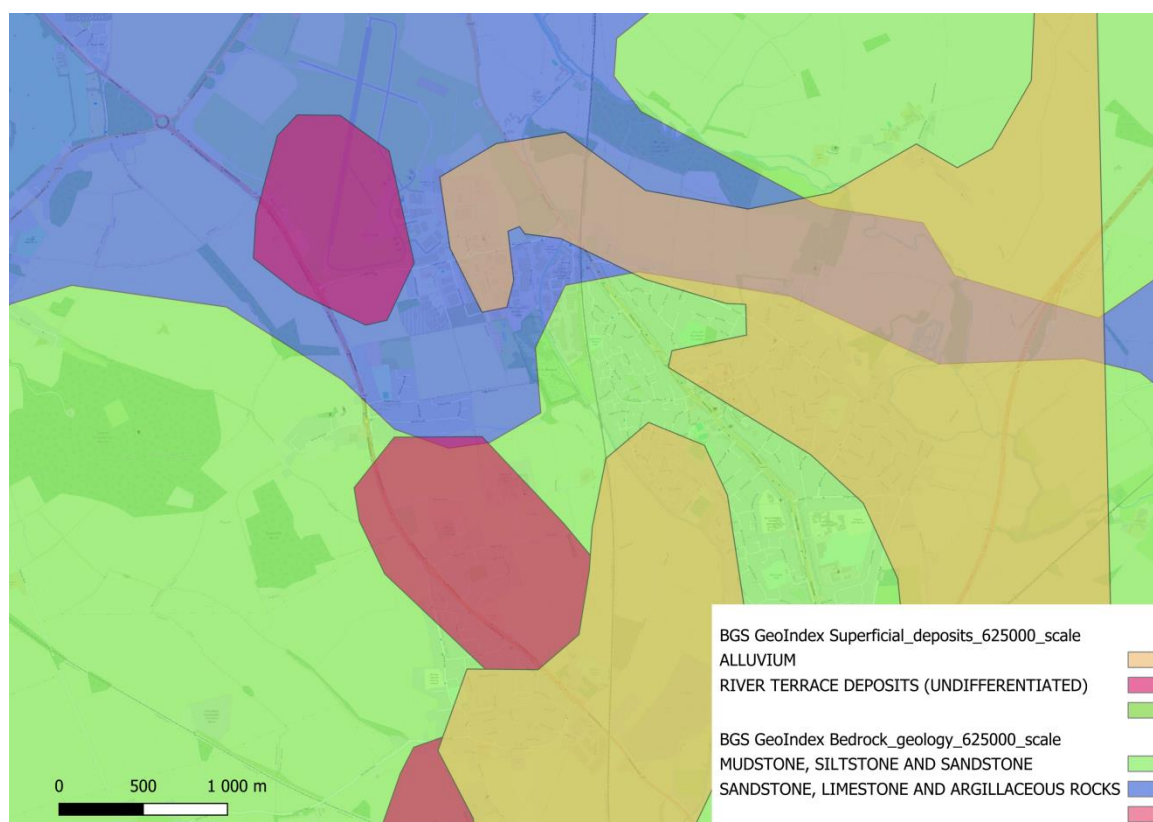 BGS GeoIndex Superficial_deposits_625000_scale
ALLUVIUM
RIVER TERRACE DEPOSITS (UNDIFFERENTIATED)
BGS GeoIndex Bedrock_geology_625000_scale
MUDSTONE, SILTSTONE AND SANDSTONE
SANDSTONE, LIMESTONE AND ARGILLACEOUS ROCKS
0 500 1 000 m